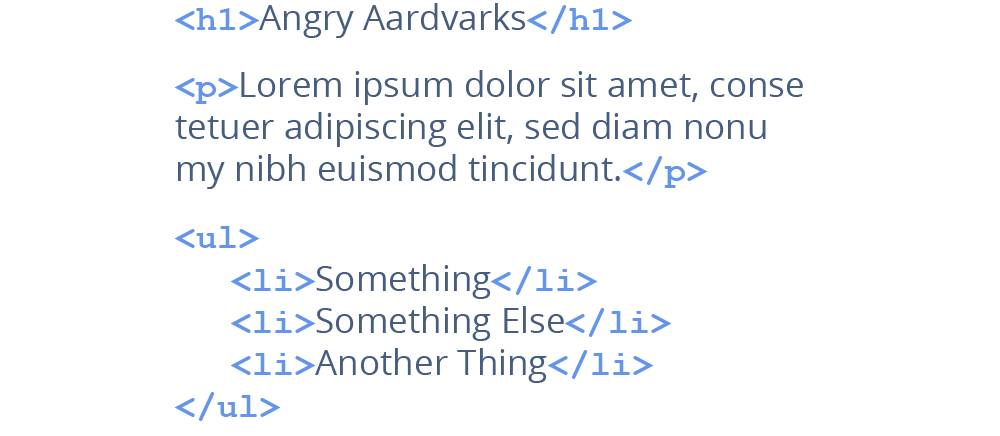 <h1>Angry Aardvarks</h1>
<p>Lorem ipsum dolor sit amet, conse
tetuer adipiscing elit, sed diam nonu
my nibh euismod tincidunt.</p>
<ul>
<li>Something</li>
<li>Something Else</li>
<li>Another Thing</li>
</ul>